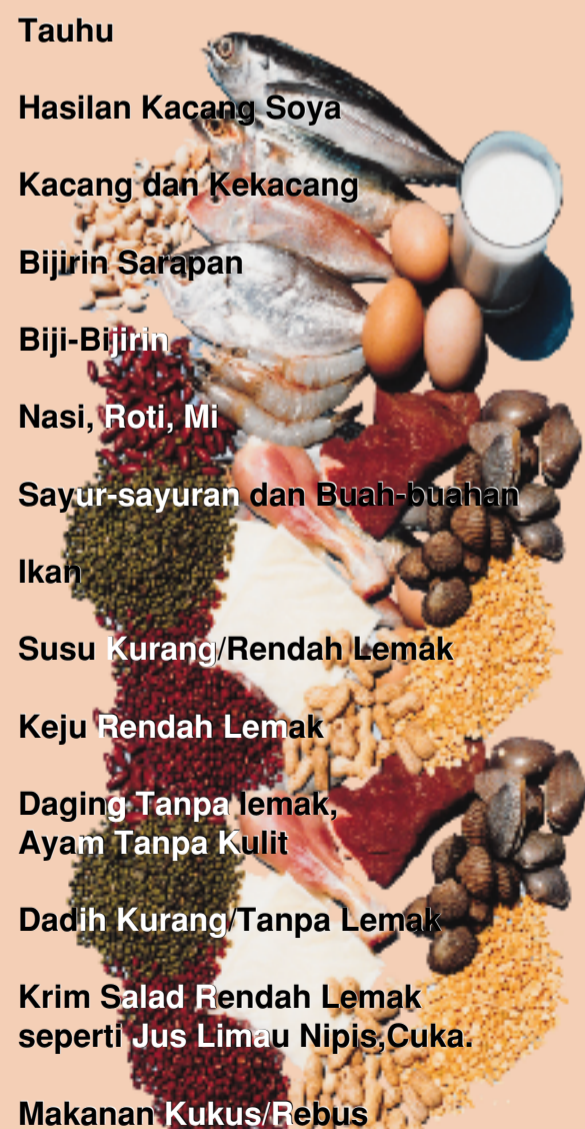 Tauhu
Hasilan Kacang Soya
Kacang dan Kekacang
Bijirin Sarapan
Biji-Bijirin
Nasi, Roti, Mi
Sayur-sayuran dan Buah-buahan
Ikan
Susu Kurang/Rendah Lemak
Keju Rendah Lemak
Daging Tanpa lemak,
Ayam Tanpa Kulit
Dadih Kurang/Tanpa Lemak
Krim Salad Rendah Lemak
seperti Jus Limau Nipis,Cuka.
Makanan Kukus/Rebus